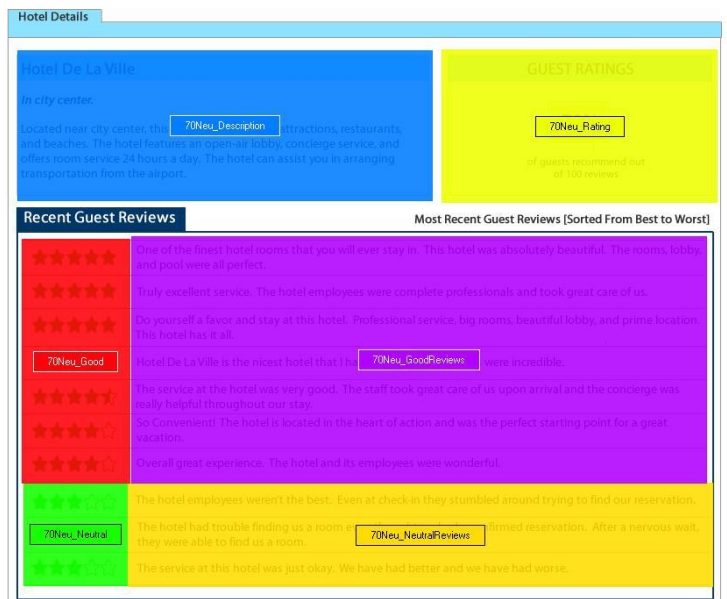 Hotel Details
Hotel De La Ville
GUEST RATINGS
In city center.
Located near city center, this 70Neu_Description attractions, restaurants,
and beaches. The hotel features an open-air lobby, concierge service, and
offers room service 24 hours a day. The hotel can assist you in arranging
transportation from the airport.
70Neu_Rating
of guests recommend out
of 100 reviews
Recent Guest Reviews
Most Recent Guest Reviews [Sorted From Best to Worst]
One of the finest hotel rooms that you will ever stay in. This hotel was absolutely beautiful. The rooms, lobby,
and pool were all perfect.
Truly excellent service. The hotel employees were complete professionals and took great care of us.
Do yourself a favor and stay at this hotel. Professional service, big rooms, beautiful lobby, and prime location.
This hotel has it all.
70Neu_Good
Hotel De La Ville is the nicest hotel that I ha 70Neu_GoodReviews were incredible.
The service at the hotel was very good. The staff took great care of us upon arrival and the concierge was
really helpful throughout our stay.
So Convenient! The hotel is located in the heart of action and was the perfect starting point for a great
vacation.
Overall great experience. The hotel and its employees were wonderful.
The hotel employees weren't the best. Even at check-in they stumbled around trying to find our reservation.
70Neu_Neutral
The hotel had trouble finding us a room 70Neu_NeutralReviews nfirmed reservation. After a nervous wait,
they were able to find us a room.
The service at this hotel was just okay. We have had better and we have had worse.